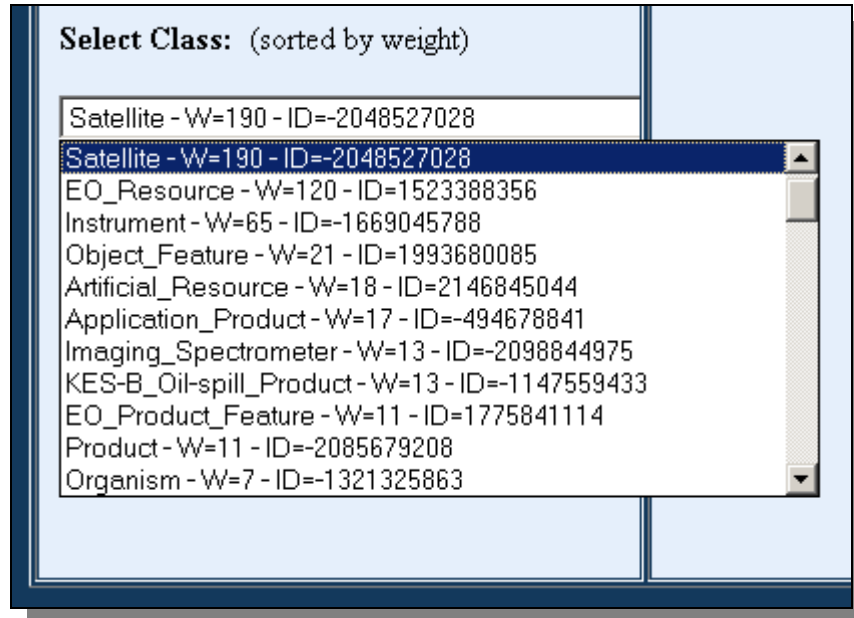 Select Class: (sorted by weight)
Satellite - W=190 - ID=-2048527028
Satellite - W=190 - ID=-2048527028
EO_Resource - W=120 - ID=1523388356
Instrument - W=65 - ID=-1669045788
Object_Feature - W=21 - ID=1993680085
Artificial_Resource - W=18 - ID=2146845044
Application_Product - W=17 - ID=-494678841
Imaging_Spectrometer - W=13 - ID=-2098844975
KES-B_Oil-spill_Product - W=13 - ID=-1147559433
EO_Product_Feature - W=11 - ID=1775841114
Product - W=11 - ID=-2085679208
Organism - W=7 - ID=-1321325863